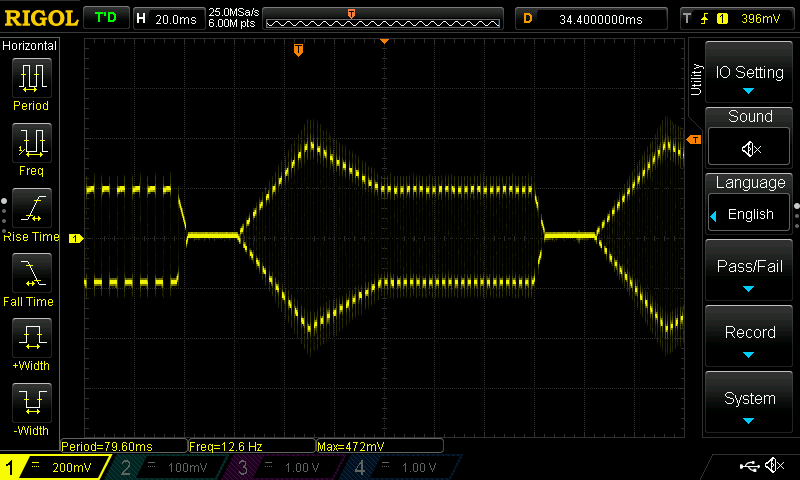 RIGOL T'D H 20.0ms 25.0MSa/s 6.00M pts T D 34.4000000ms T 1 396mV
Horizontal
Period
Freq
Rise Time
Fall Time
+Width
-Width
T
T
1
Utility
IO Setting
Sound
Language
English
Pass/Fail
Record
System
Period=79.60ms Freq=12.6 Hz Max=472mV
1 200mV 2 100mV 3 1.00 V 4 1.00 V